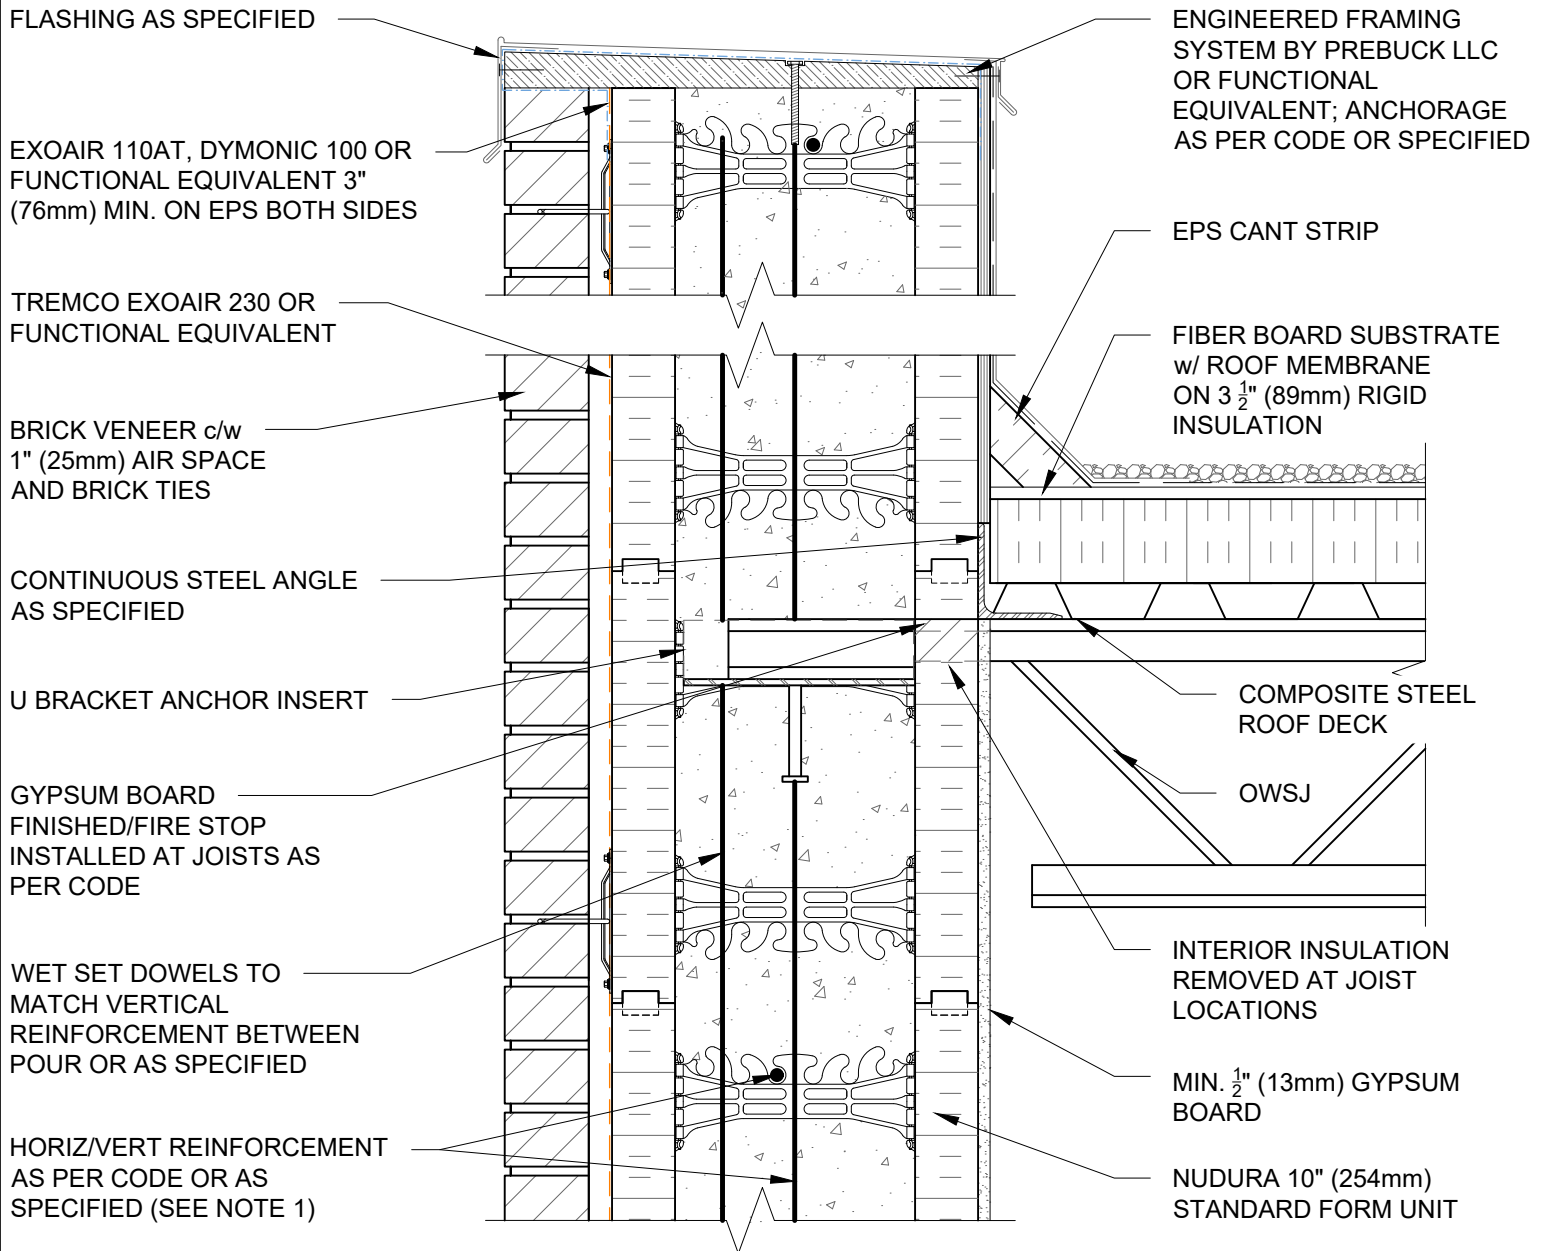 FLASHING AS SPECIFIED
EXOAIR 110AT, DYMONIC 100 OR
FUNCTIONAL EQUIVALENT 3"
(76mm) MIN. ON EPS BOTH SIDES
TREMCO EXOAIR 230 OR
FUNCTIONAL EQUIVALENT
BRICK VENEER c/w
1" (25mm) AIR SPACE
AND BRICK TIES
CONTINUOUS STEEL ANGLE
AS SPECIFIED
U BRACKET ANCHOR INSERT
GYPSUM BOARD
FINISHED/FIRE STOP
INSTALLED AT JOISTS AS
PER CODE
WET SET DOWELS TO
MATCH VERTICAL
REINFORCEMENT BETWEEN
POUR OR AS SPECIFIED
HORIZ/VERT REINFORCEMENT
AS PER CODE OR AS
SPECIFIED (SEE NOTE 1)
ENGINEERED FRAMING
SYSTEM BY PREBUCK LLC
OR FUNCTIONAL
EQUIVALENT; ANCHORAGE
AS PER CODE OR SPECIFIED
EPS CANT STRIP
FIBER BOARD SUBSTRATE
w/ ROOF MEMBRANE
ON 3 1/2" (89mm) RIGID
INSULATION
COMPOSITE STEEL
ROOF DECK
OWSJ
INTERIOR INSULATION
REMOVED AT JOIST
LOCATIONS
MIN. 1/2" (13mm) GYPSUM
BOARD
NUDURA 10" (254mm)
STANDARD FORM UNIT